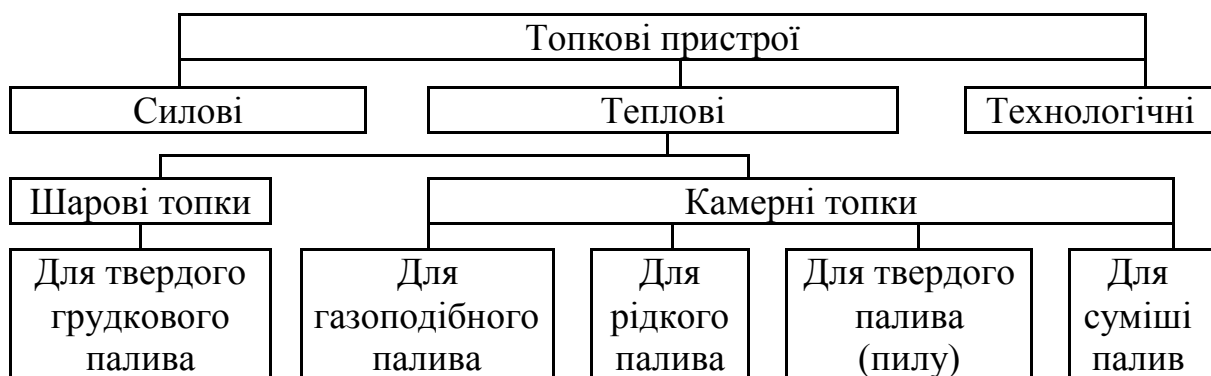 Топкові пристрої
Силові
Теплові
Технологічні
Шарові топки
Камерні топки
Для твердого
грудкового
палива
Для
газоподібного
палива
Для
рідкого
палива
Для твердого
палива
(пилу)
Для
суміші
палив